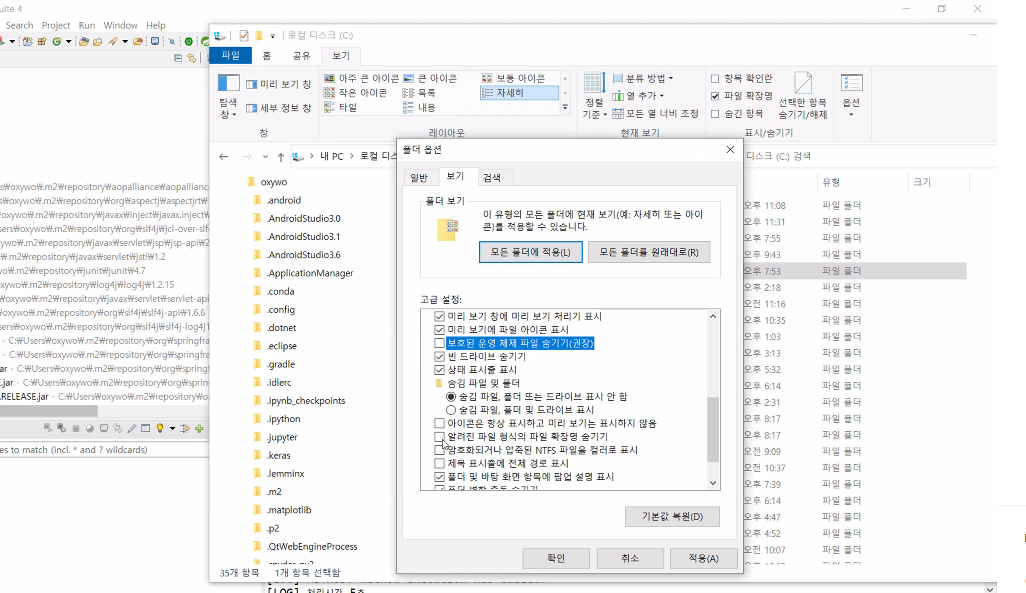 uite 4
Search Project Run Window Help
로컬 디스크 (C:)
파일 홈 공유 보기
미리 보기 창
세부 정보 창
탐색 창
창
아주 큰 아이콘 큰 아이콘 보통 아이콘
작은 아이콘 목록 자세히
타일 내용
레이아웃
정렬 기준
분류 방법
열 추가
모든 열 너비 조정
현재 보기
항목 확인란
파일 확장명
숨긴 항목
선택한 항목 숨기기/해제
표시/숨기기
옵션
내 PC > 로컬 디스
디스크 (C:) 검색
s₩oxywo₩.m2₩repository₩aopalliance₩aopallianc
s₩oxywo₩.m2₩repository₩org₩aspectj₩aspectjrt₩
oxywo₩.m2₩repository₩javax₩inject₩javax.inject₩
sers₩oxywo₩.m2₩repository₩org₩slf4j₩jcl-over-slf
ywo₩.m2₩repository₩javax₩servlet₩jsp₩jsp-api₩2
₩.m2₩repository₩javax₩servlet₩jstl₩1.2
o₩.m2₩repository₩junit₩junit₩4.7
xywo₩.m2₩repository₩log4j₩log4j₩1.2.15
₩oxywo₩.m2₩repository₩javax₩servlet₩servlet-api
₩oxywo₩.m2₩repository₩org₩slf4j₩slf4j-api₩1.6.6
sers₩oxywo₩.m2₩repository₩org₩slf4j₩slf4j-log4j1
- C:₩Users₩oxywo₩.m2₩repository₩org₩springfra
- C:₩Users₩oxywo₩.m2₩repository₩org₩springfra
ar - C:₩Users₩oxywo₩.m2₩repository₩org₩spring
.jar - C:₩Users₩oxywo₩.m2₩repository₩org₩sprin
.RELEASE.jar - C:₩Users₩oxywo₩.m2₩repository₩o
es to match (incl. * and ? wildcards)
oxywo
.android
.AndroidStudio3.0
.AndroidStudio3.1
.AndroidStudio3.6
.ApplicationManager
.conda
.config
.dotnet
.eclipse
.gradle
.idlerc
.ipynb_checkpoints
.ipython
.jupyter
.keras
.lemminx
.m2
.matplotlib
.p2
.QtWebEngineProcess
35개 항목 1개 항목 선택함
폴더 옵션
일반 보기 검색
폴더 보기
이 유형의 모든 폴더에 현재 보기(예: 자세히 또는 아이
콘)를 적용할 수 있습니다.
모든 폴더에 적용(L) 모든 폴더를 원래대로(R)
고급 설정:
미리 보기 창에 미리 보기 처리기 표시
미리 보기에 파일 아이콘 표시
보호된 운영 체제 파일 숨기기(권장)
빈 드라이브 숨기기
상태 표시줄 표시
숨김 파일 및 폴더
숨김 파일, 폴더 또는 드라이브 표시 안 함
숨김 파일, 폴더 및 드라이브 표시
아이콘은 항상 표시하고 미리 보기는 표시하지 않음
알려진 파일 형식의 파일 확장명 숨기기
암호화되거나 압축된 NTFS 파일을 컬러로 표시
제목 표시줄에 전체 경로 표시
폴더 및 바탕 화면 항목에 팝업 설명 표시
기본값 복원(D)
확인 취소 적용(A)
유형 크기
오후 11:08 파일 폴더
오후 11:31 파일 폴더
오후 7:55 파일 폴더
오후 9:43 파일 폴더
오후 7:53 파일 폴더
오후 2:18 파일 폴더
오전 11:16 파일 폴더
오후 10:35 파일 폴더
오후 1:03 파일 폴더
오후 3:13 파일 폴더
오후 5:32 파일 폴더
오후 6:14 파일 폴더
오후 2:31 파일 폴더
오후 8:17 파일 폴더
오후 8:17 파일 폴더
오전 9:09 파일 폴더
오전 10:37 파일 폴더
오후 7:39 파일 폴더
오후 6:14 파일 폴더
오후 4:47 파일 폴더
오후 4:52 파일 폴더
오전 10:07 파일 폴더
[LOG] 처리시간